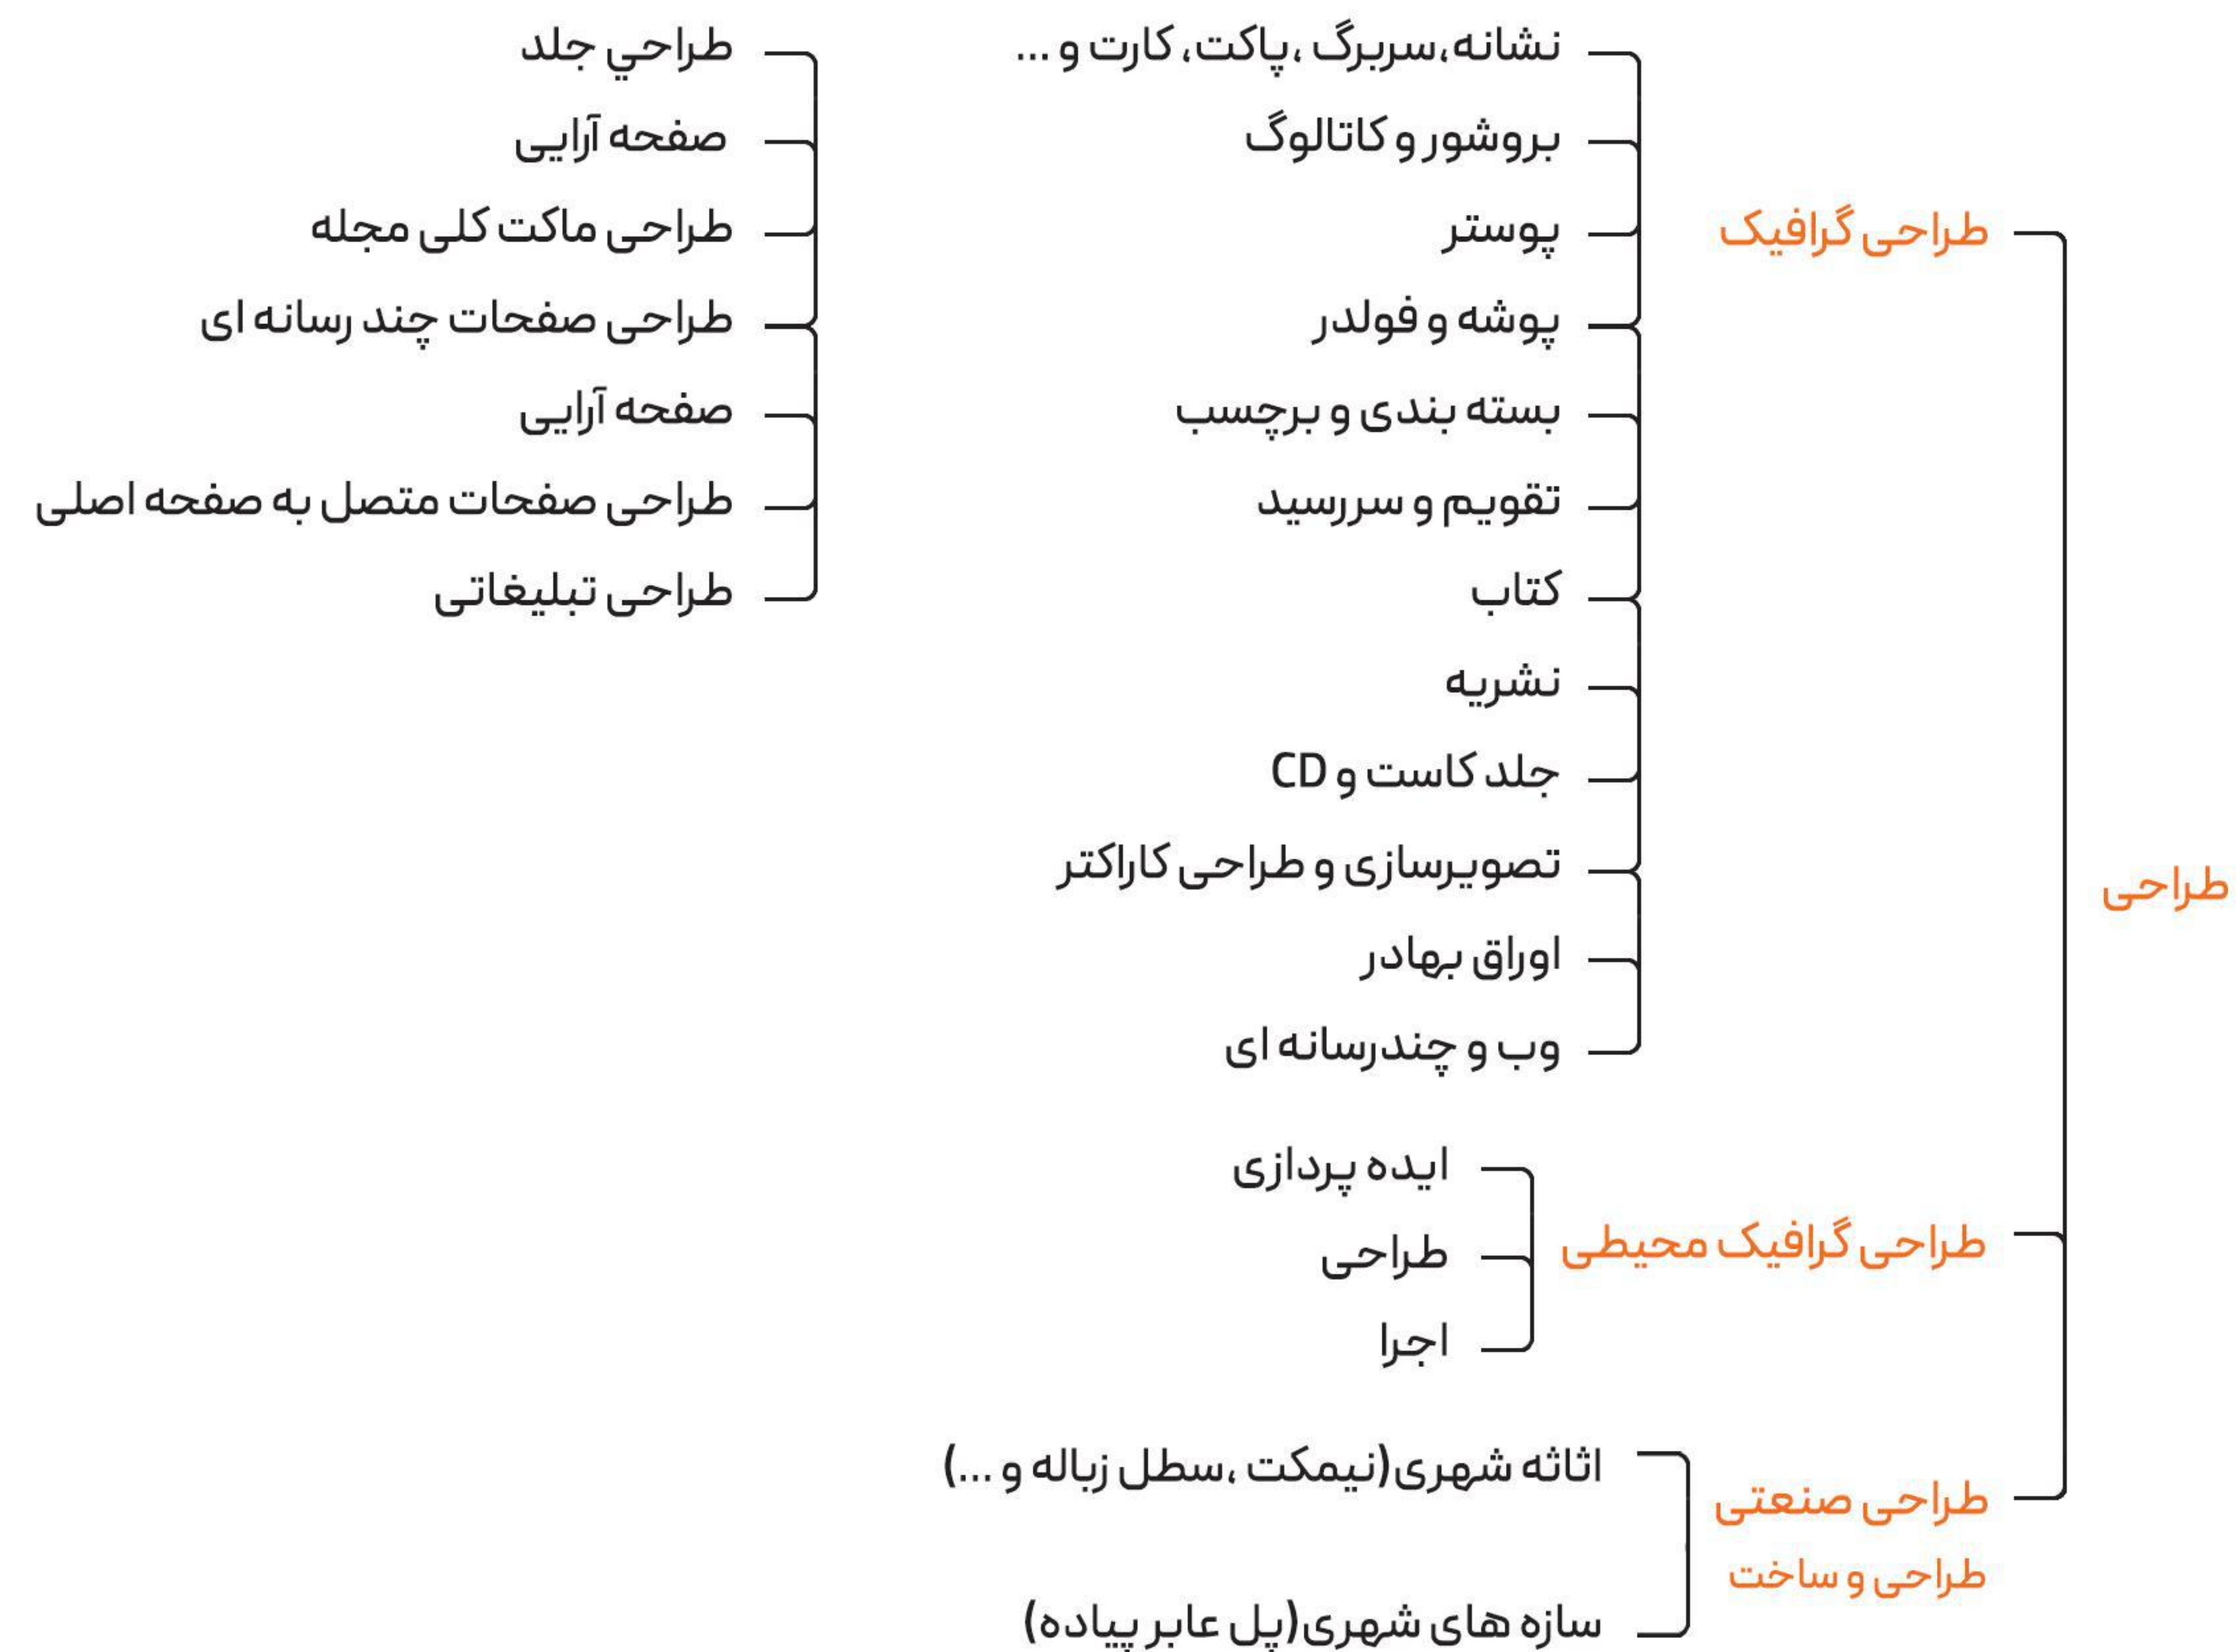 طراحی
طراحی گرافیک
نشانه،سربرگ ،پاکت، کارت و ...
بروشور و کاتالوگ
پوستر
پوشه و فولدر
بسته بندی و برچسب
تقویم و سررسید
کتاب
نشریه
جلد کاست و CD
تصویرسازی و طراحی کاراکتر
اوراق بهادر
وب و چندرسانه ای
طراحي جلد
صفحه آرایی
طراحی ماکت کلی مجله
طراحی صفحات چند رسانه ای
صفحه آرایی
طراحی صفحات متصل به صفحه اصلی
طراحی تبلیغاتی
طراحی گرافیک محیطی
ایده پردازی
طراحی
اجرا
طراحی صنعتی
طراحی و ساخت
اثاثه شهری(نیمکت ،سطل زباله و ...)
سازه های شهری(پل عابر پیاده)